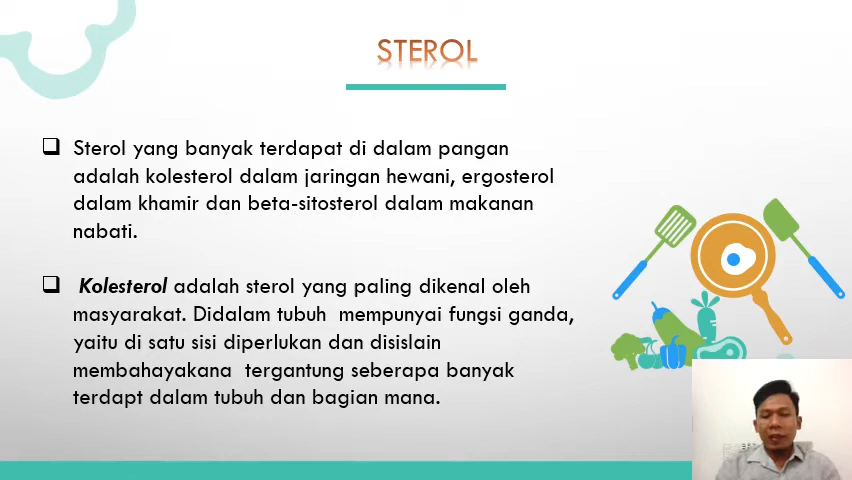 STEROL
Sterol yang banyak terdapat di dalam pangan
adalah kolesterol dalam jaringan hewani, ergosterol
dalam khamir dan beta-sitosterol dalam makanan
nabati.
Kolesterol adalah sterol yang paling dikenal oleh
masyarakat. Didalam tubuh mempunyai fungsi ganda,
yaitu di satu sisi diperlukan dan disislain
membahayakana tergantung seberapa banyak
terdapt dalam tubuh dan bagian mana.